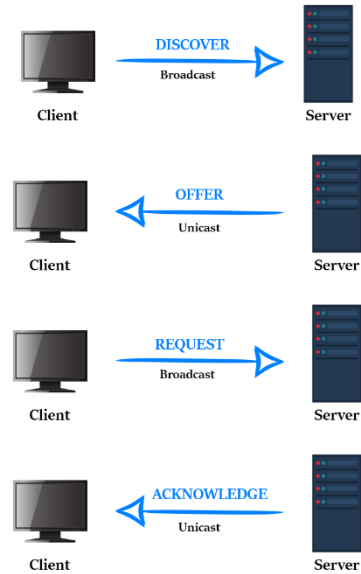 DISCOVER
Broadcast
Client
Server
OFFER
Unicast
Client
Server
REQUEST
Broadcast
Client
Server
ACKNOWLEDGE
Unicast
Client
Server